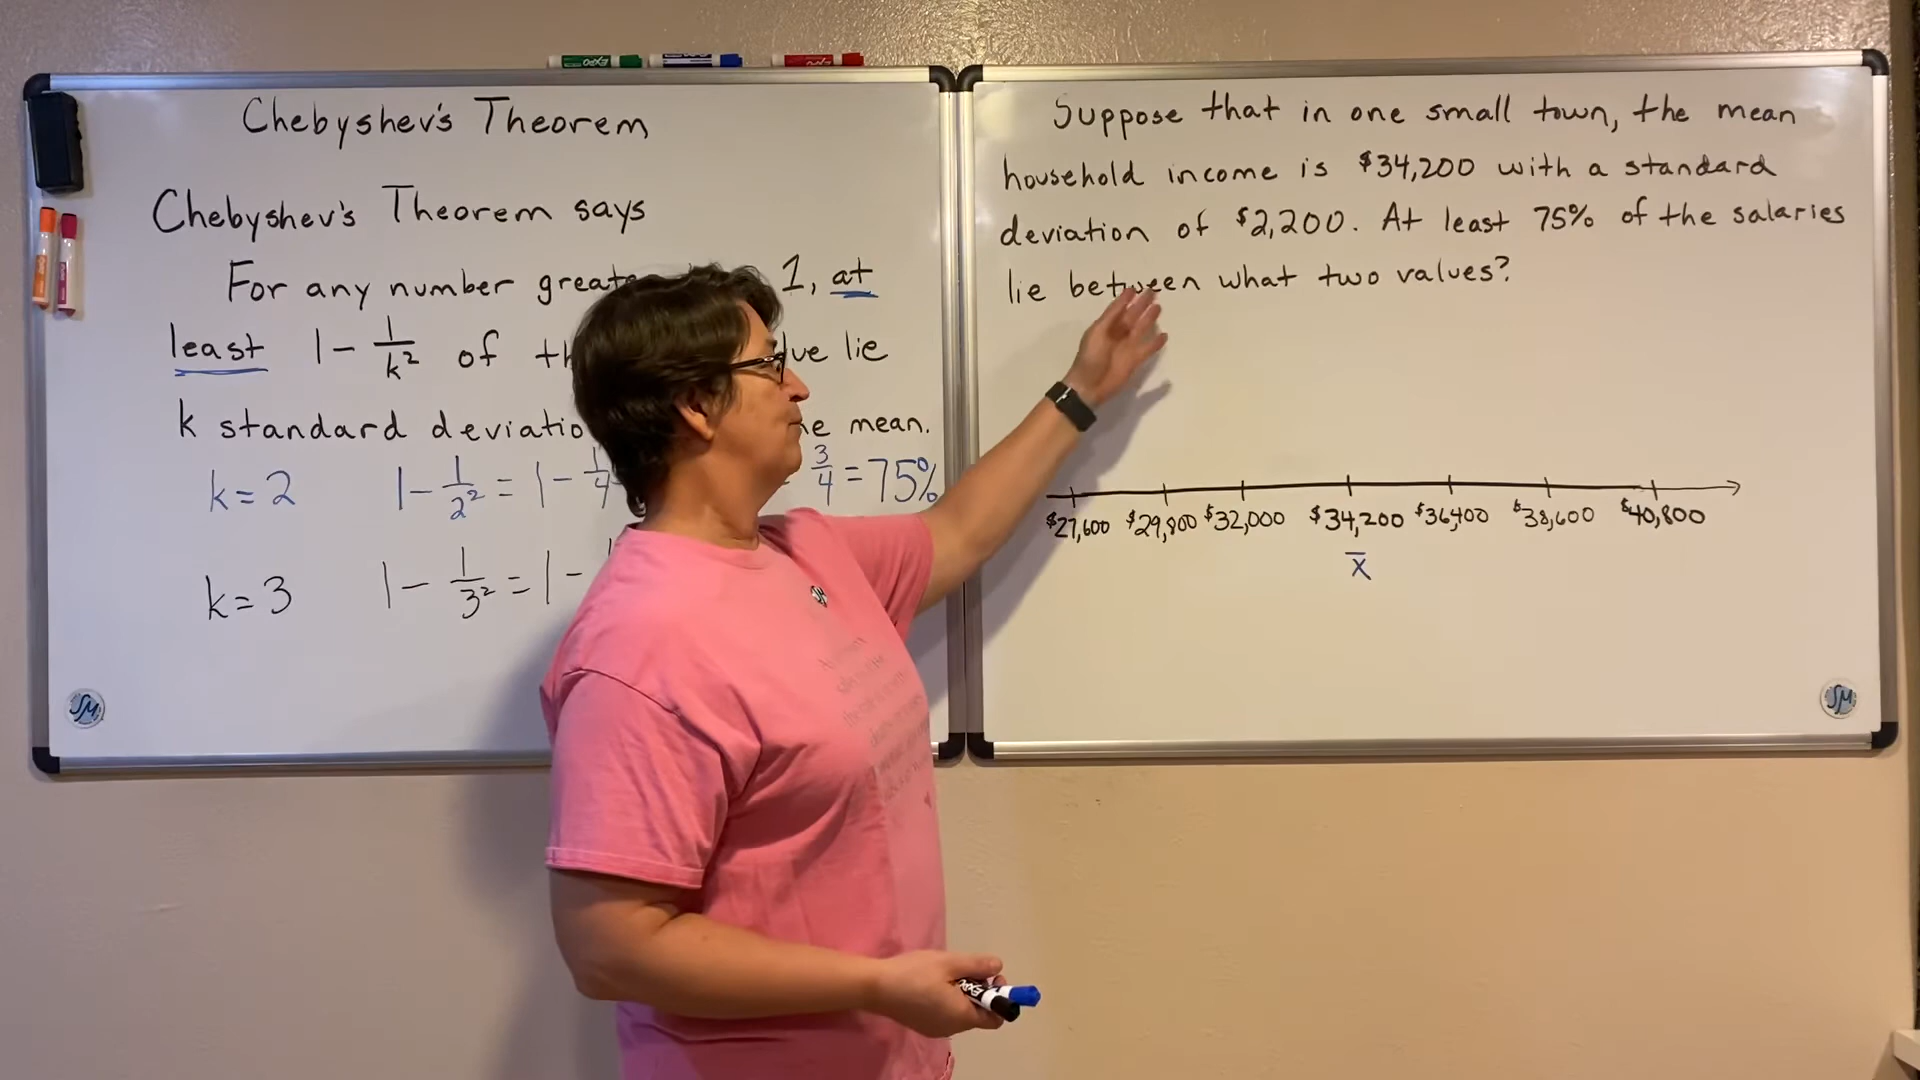 Chebyshev's Theorem
Chebyshev's Theorem says
For any number 1, at
least 1 - 1/k² of lie
k standard mean.
k = 2 1 - 1/2² = 1 - 1/4 3/4 = 75%
k = 3 1 - 1/3² = 1 -
Suppose that in one small town, the mean
household income is $34,200 with a standard
deviation of $2,200. At least 75% of the salaries
lie between what two values?
$27,600 $29,800 $32,000 $34,200 $36,400 $38,600 $40,800
x̄
EXPO
EXPO
SM
SM